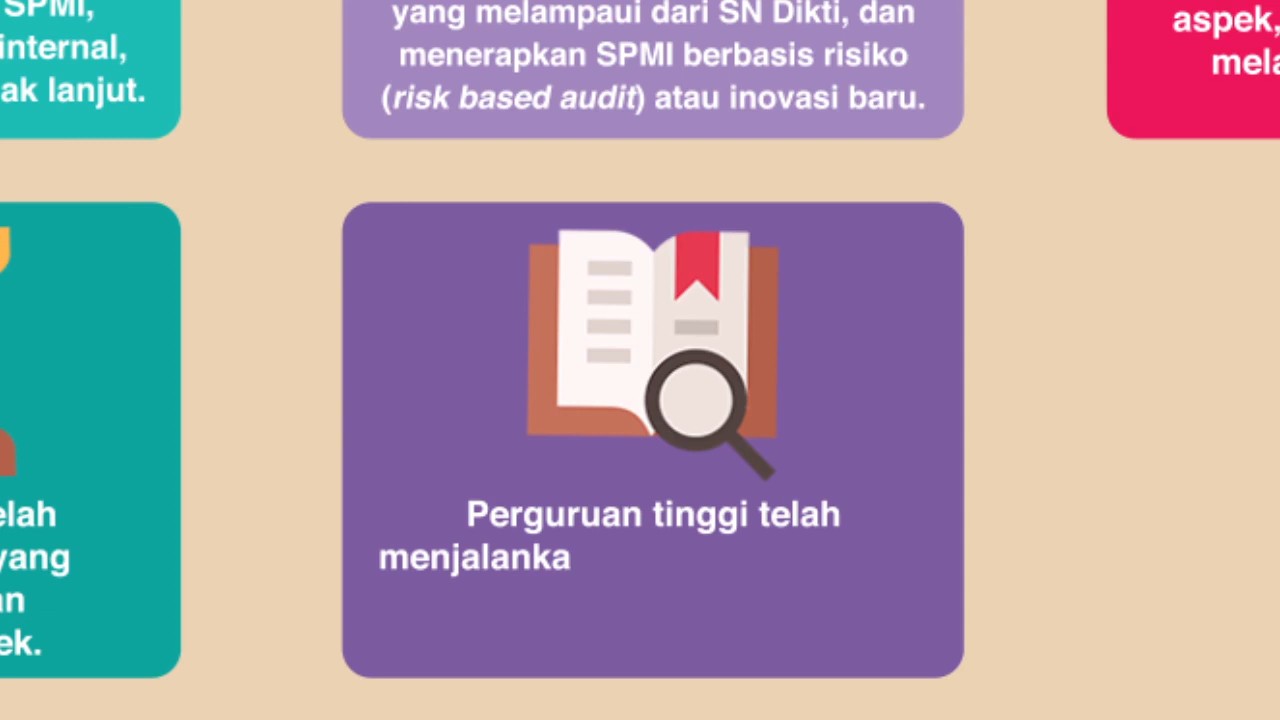 SPMI,
internal,
ak lanjut.
yang melampaui dari SN Dikti, dan
menerapkan SPMI berbasis risiko
(risk based audit) atau inovasi baru.
aspek,
mela
elah
yang
an
ek.
Perguruan tinggi telah
menjalanka